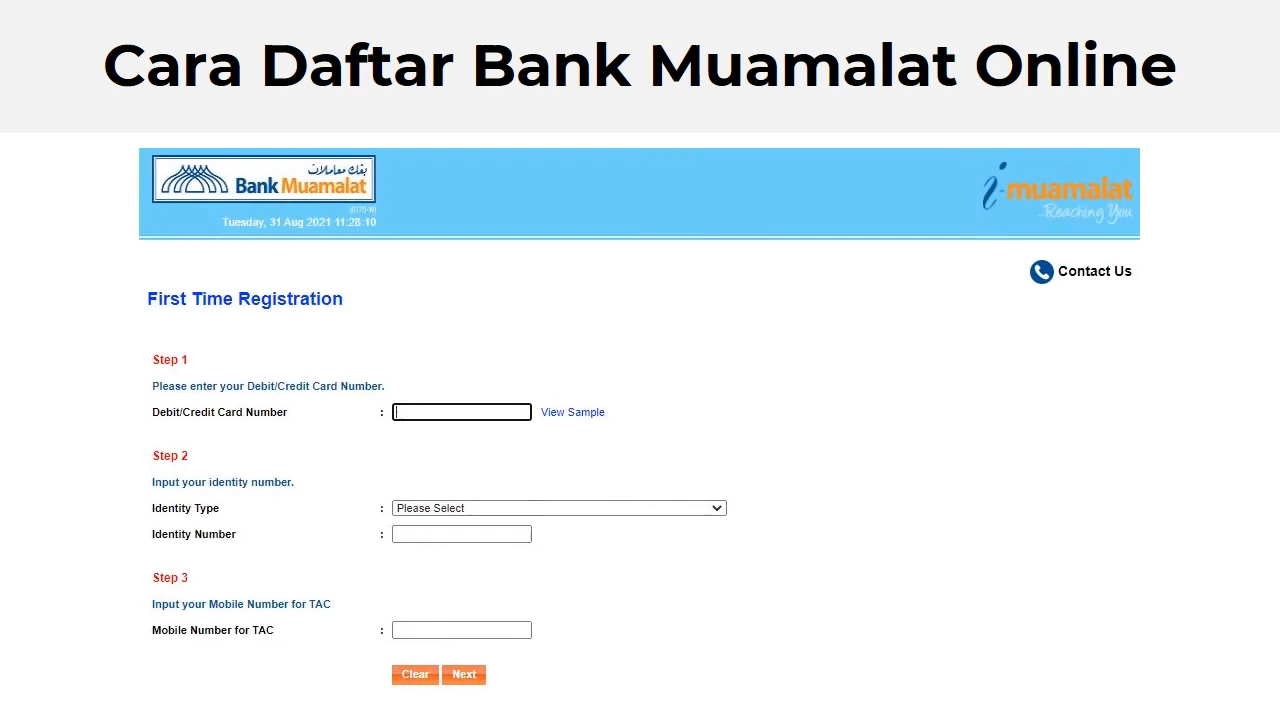 Cara Daftar Bank Muamalat Online
بنك معاملات
Bank Muamalat
(6175-W)
Tuesday, 31 Aug 2021 11:28:10
i-muamalat
...Reaching You
Contact Us
First Time Registration
Step 1
Please enter your Debit/Credit Card Number.
Debit/Credit Card Number : View Sample
Step 2
Input your identity number.
Identity Type : Please Select
Identity Number :
Step 3
Input your Mobile Number for TAC
Mobile Number for TAC :
Clear Next